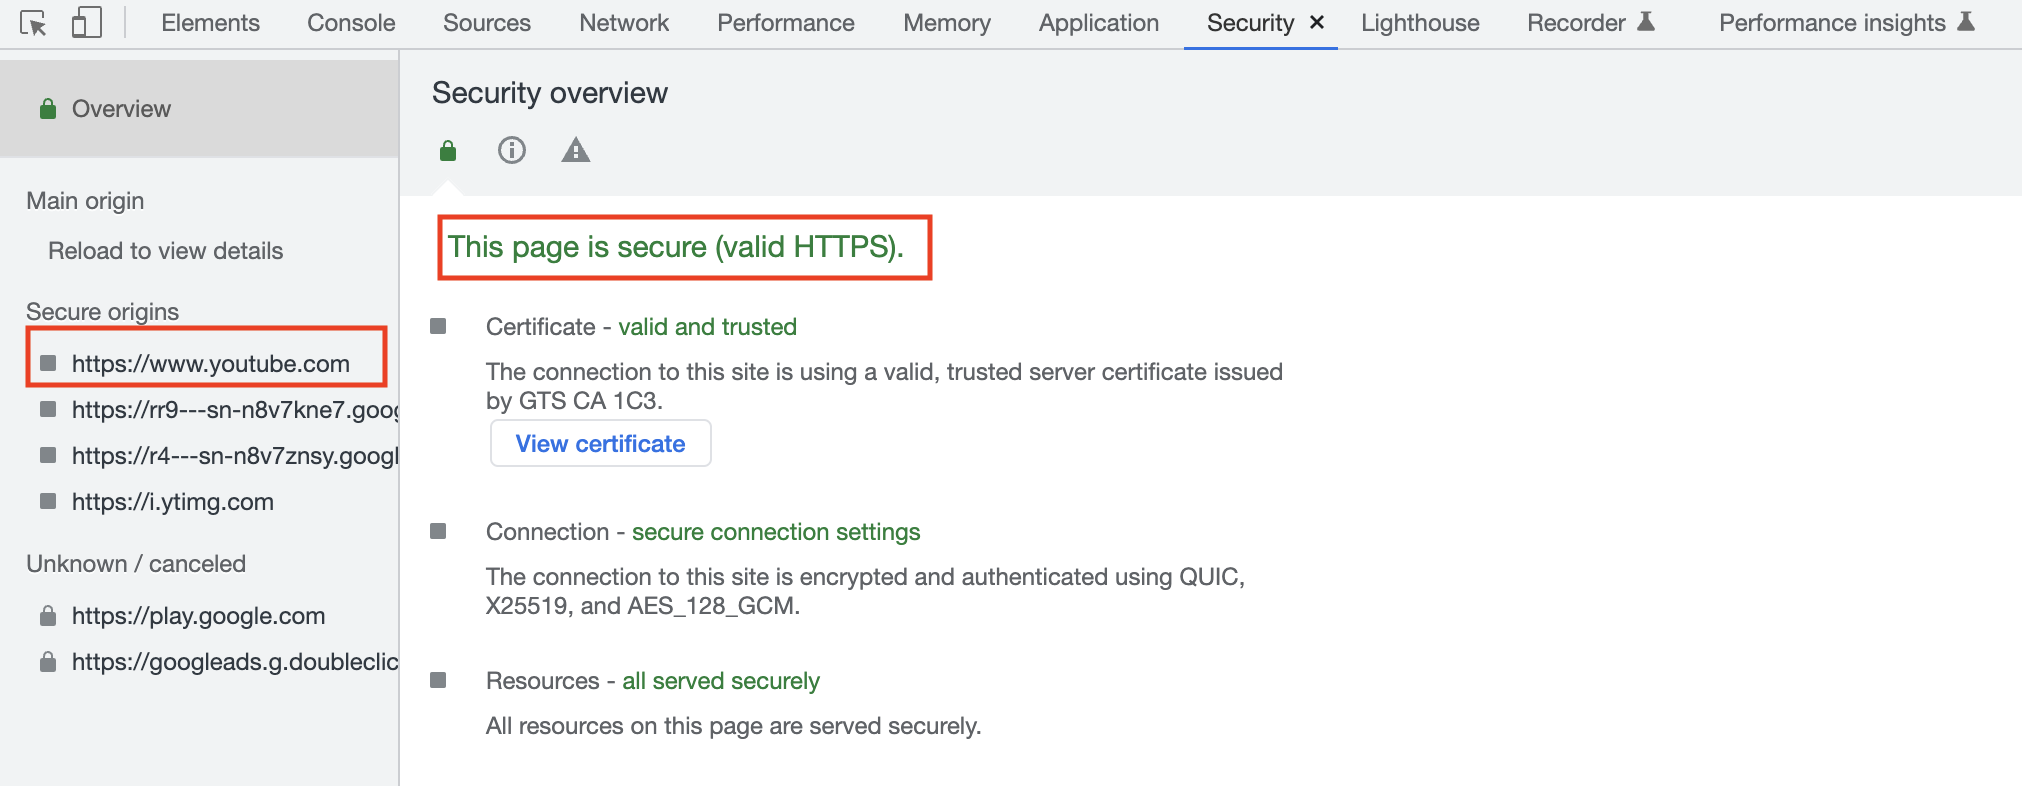 Elements Console Sources Network Performance Memory Application Security × Lighthouse Recorder Performance insights
Overview
Main origin
Reload to view details
Secure origins
https://www.youtube.com
https://rr9---sn-n8v7kne7.goog
https://r4---sn-n8v7znsy.googl
https://i.ytimg.com
Unknown / canceled
https://play.google.com
https://googleads.g.doubleclic
Security overview
This page is secure (valid HTTPS).
Certificate - valid and trusted
The connection to this site is using a valid, trusted server certificate issued
by GTS CA 1C3.
View certificate
Connection - secure connection settings
The connection to this site is encrypted and authenticated using QUIC,
X25519, and AES_128_GCM.
Resources - all served securely
All resources on this page are served securely.